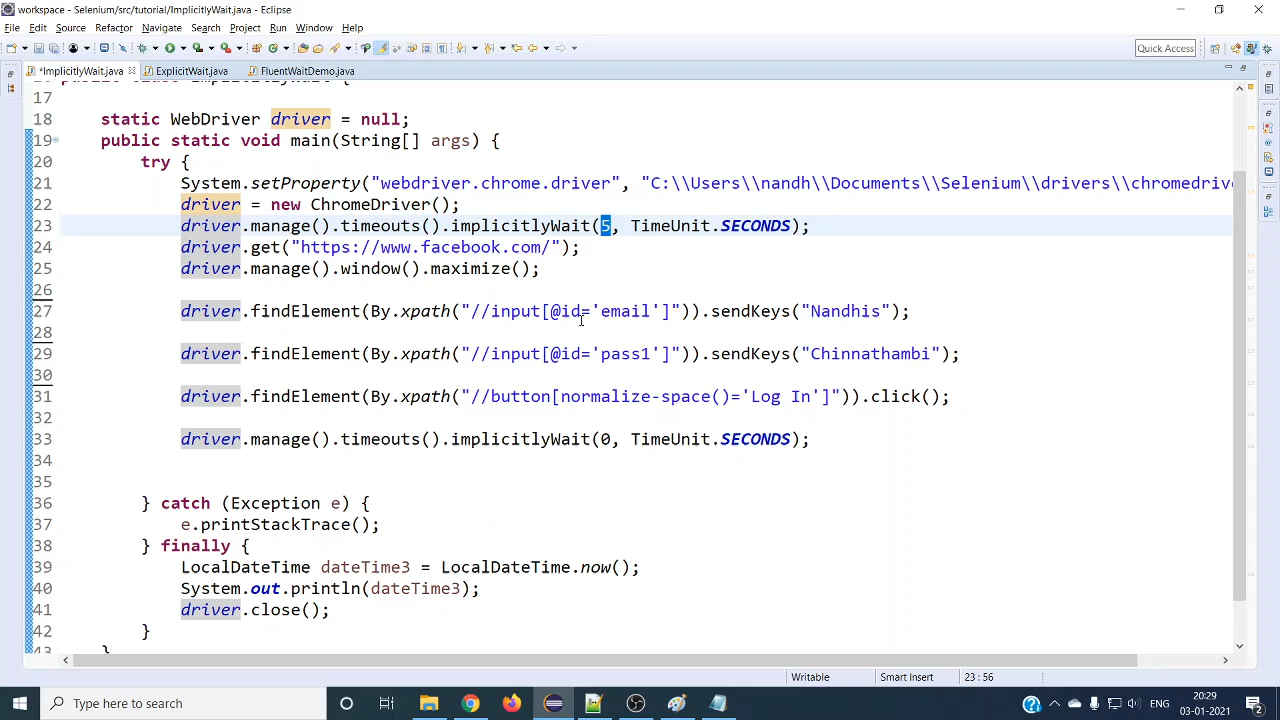 workspace - Selenium/src/tutorial/ImplicitlyWait.java - Eclipse
File Edit Source Refactor Navigate Search Project Run Window Help
Quick Access
*ImplicitlyWait.java ExplicitWait.java FluentWaitDemo.java
17
18 static WebDriver driver = null;
19 public static void main(String[] args) {
20 try {
21 System.setProperty("webdriver.chrome.driver", "C:\\Users\\nandh\\Documents\\Selenium\\drivers\\chromedriv
22 driver = new ChromeDriver();
23 driver.manage().timeouts().implicitlyWait(5, TimeUnit.SECONDS);
24 driver.get("https://www.facebook.com/");
25 driver.manage().window().maximize();
26
27 driver.findElement(By.xpath("//input[@id='email']")).sendKeys("Nandhis");
28
29 driver.findElement(By.xpath("//input[@id='pass1']")).sendKeys("Chinnathambi");
30
31 driver.findElement(By.xpath("//button[normalize-space()='Log In']")).click();
32
33 driver.manage().timeouts().implicitlyWait(0, TimeUnit.SECONDS);
34
35
36 } catch (Exception e) {
37 e.printStackTrace();
38 } finally {
39 LocalDateTime dateTime3 = LocalDateTime.now();
40 System.out.println(dateTime3);
41 driver.close();
42 }
Writable Smart Insert 23 : 56
Type here to search
ENG
20:29
03-01-2021
2